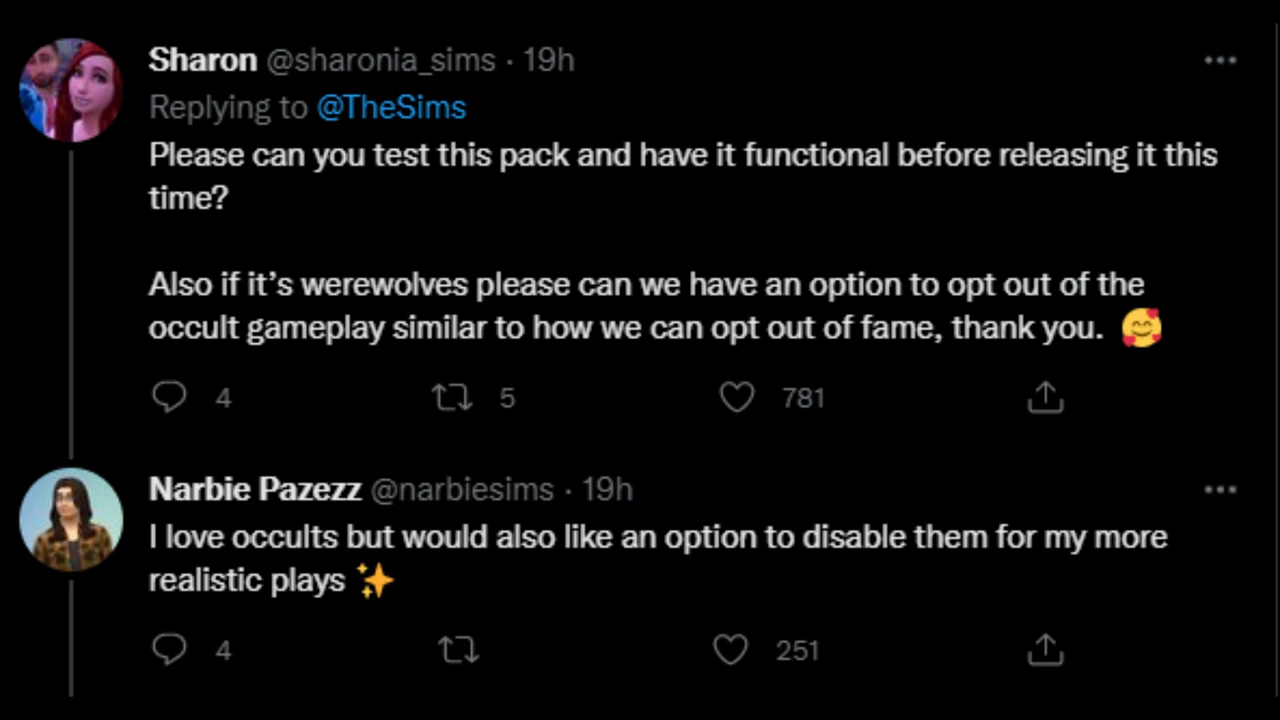 Sharon @sharonia_sims · 19h
Replying to @TheSims
Please can you test this pack and have it functional before releasing it this
time?
Also if it’s werewolves please can we have an option to opt out of the
occult gameplay similar to how we can opt out of fame, thank you. 🥰
4 5 781
Narbie Pazezz @narbiesims · 19h
I love occults but would also like an option to disable them for my more
realistic plays ✨
4 251